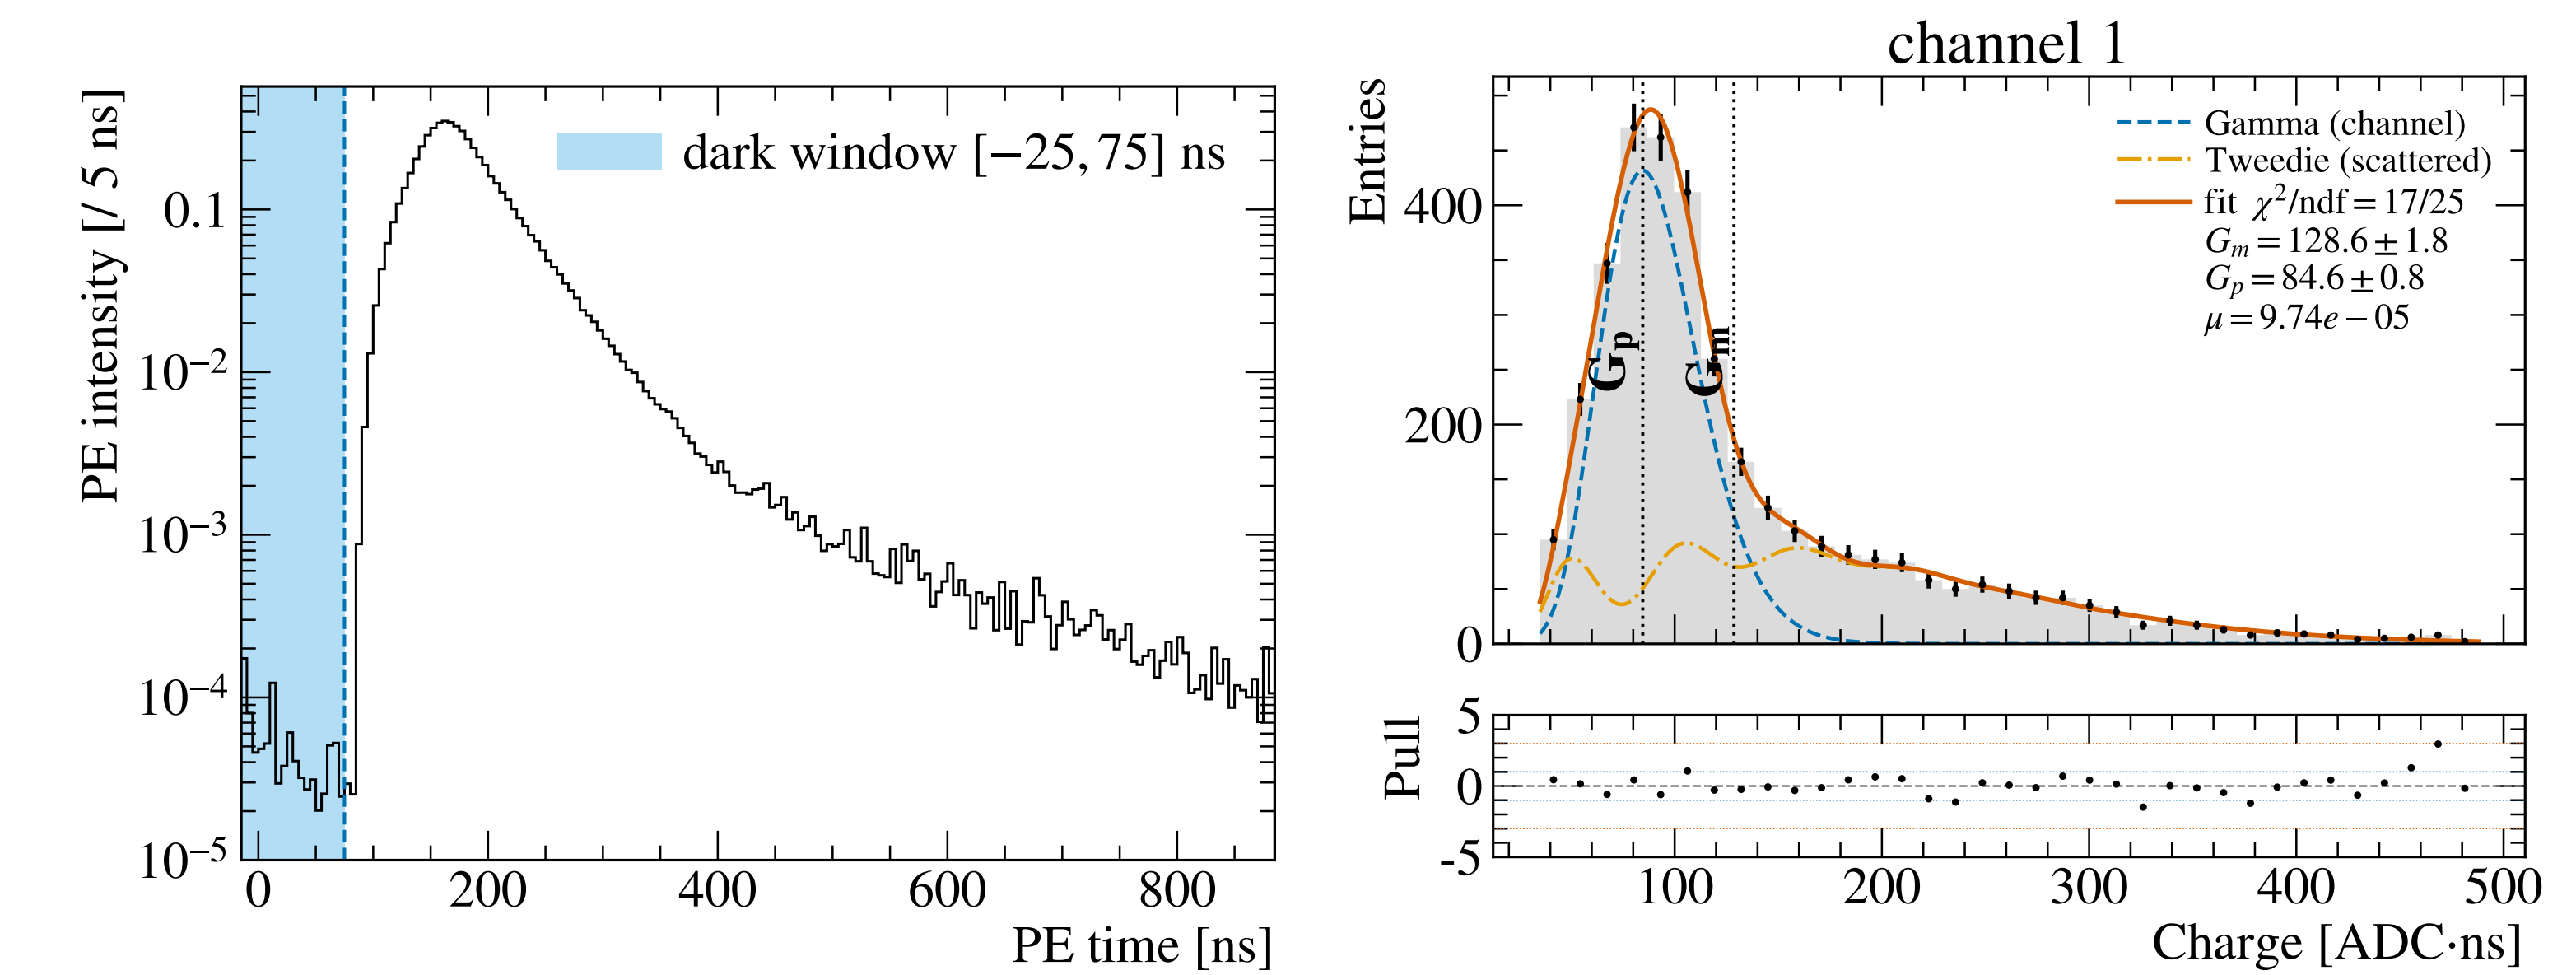 PE intensity [/ 5 ns]
0.1
10⁻²
10⁻³
10⁻⁴
10⁻⁵
dark window [−25, 75] ns
0 200 400 600 800
PE time [ns]
channel 1
Entries
400
200
0
Gamma (channel)
Tweedie (scattered)
fit χ²/ndf = 17/25
Gₘ = 128.6 ± 1.8
Gₚ = 84.6 ± 0.8
μ = 9.74e − 05
Gₚ
Gₘ
Pull
5
0
-5
100 200 300 400 500
Charge [ADC·ns]